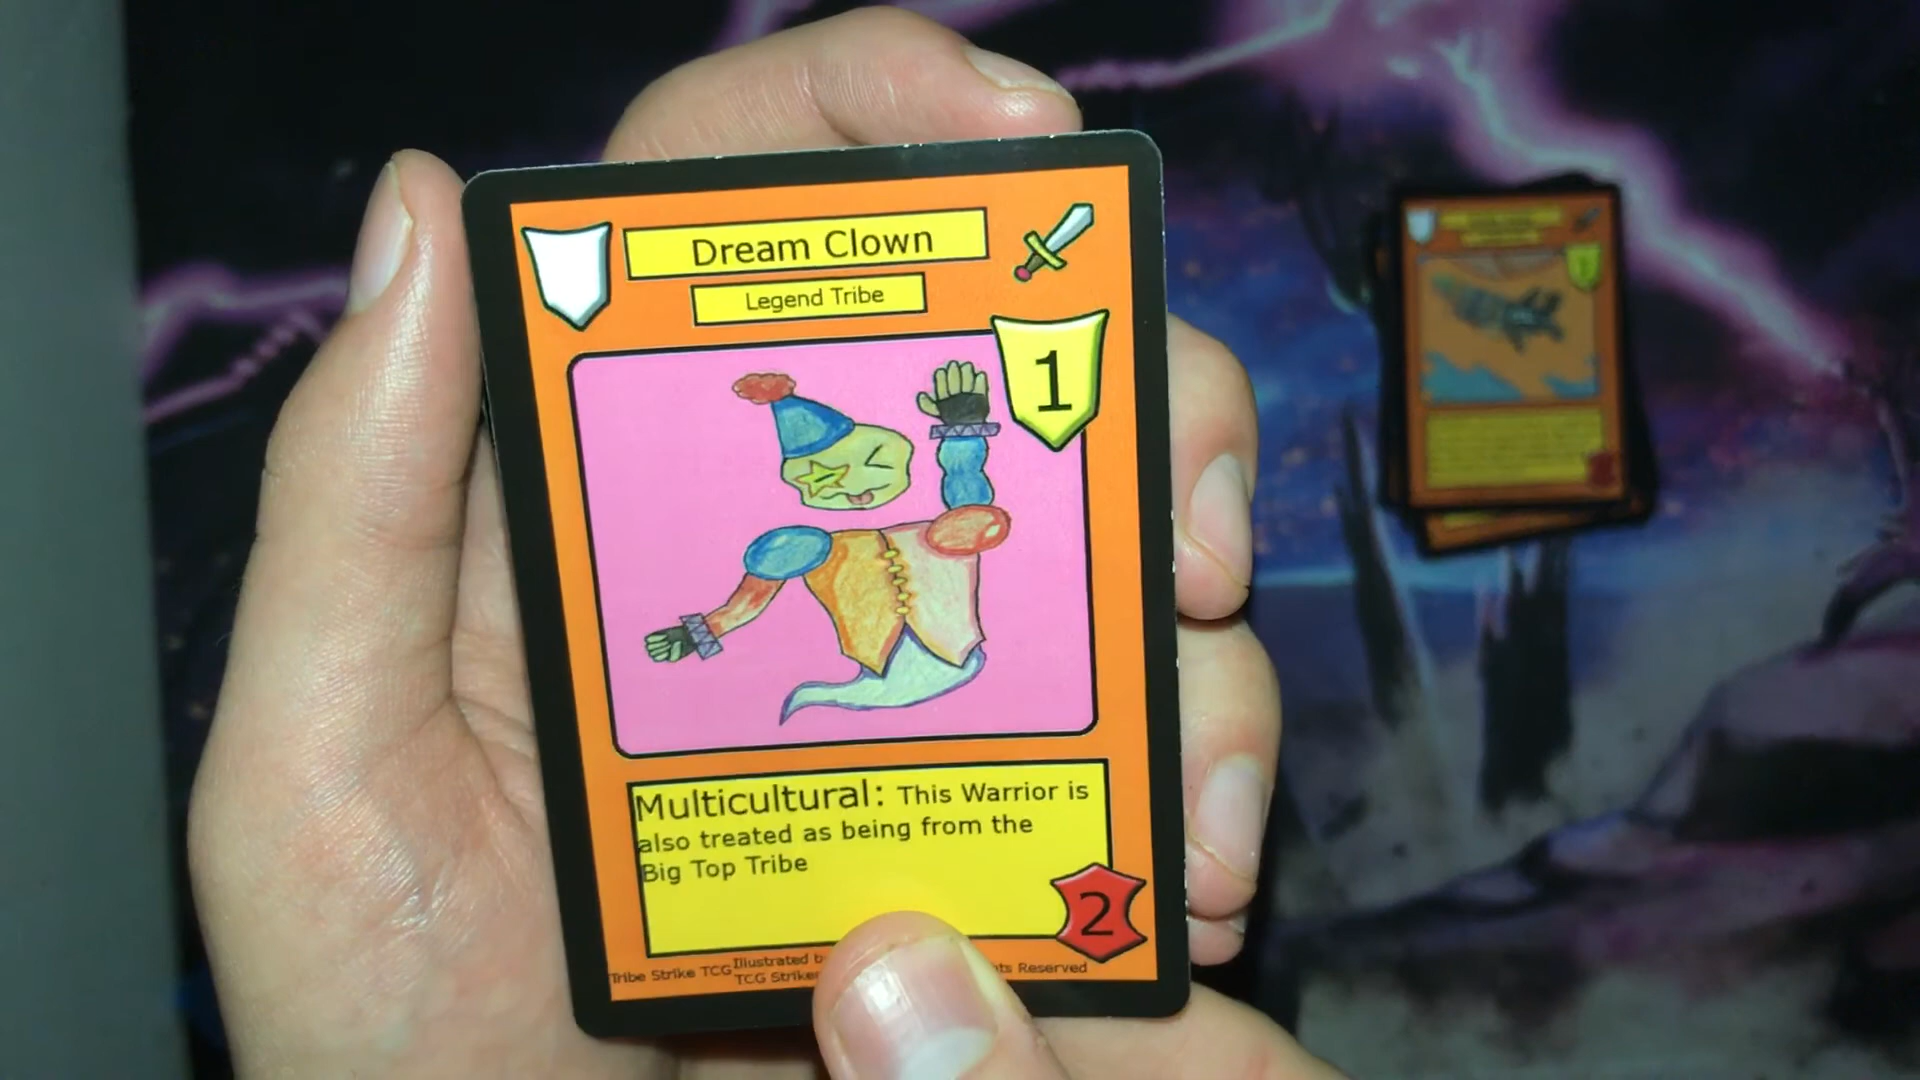 Dream Clown
Legend Tribe
1
Multicultural: This Warrior is
also treated as being from the
Big Top Tribe
2
Tribe Strike TCG Illustrated
TCG Reserved